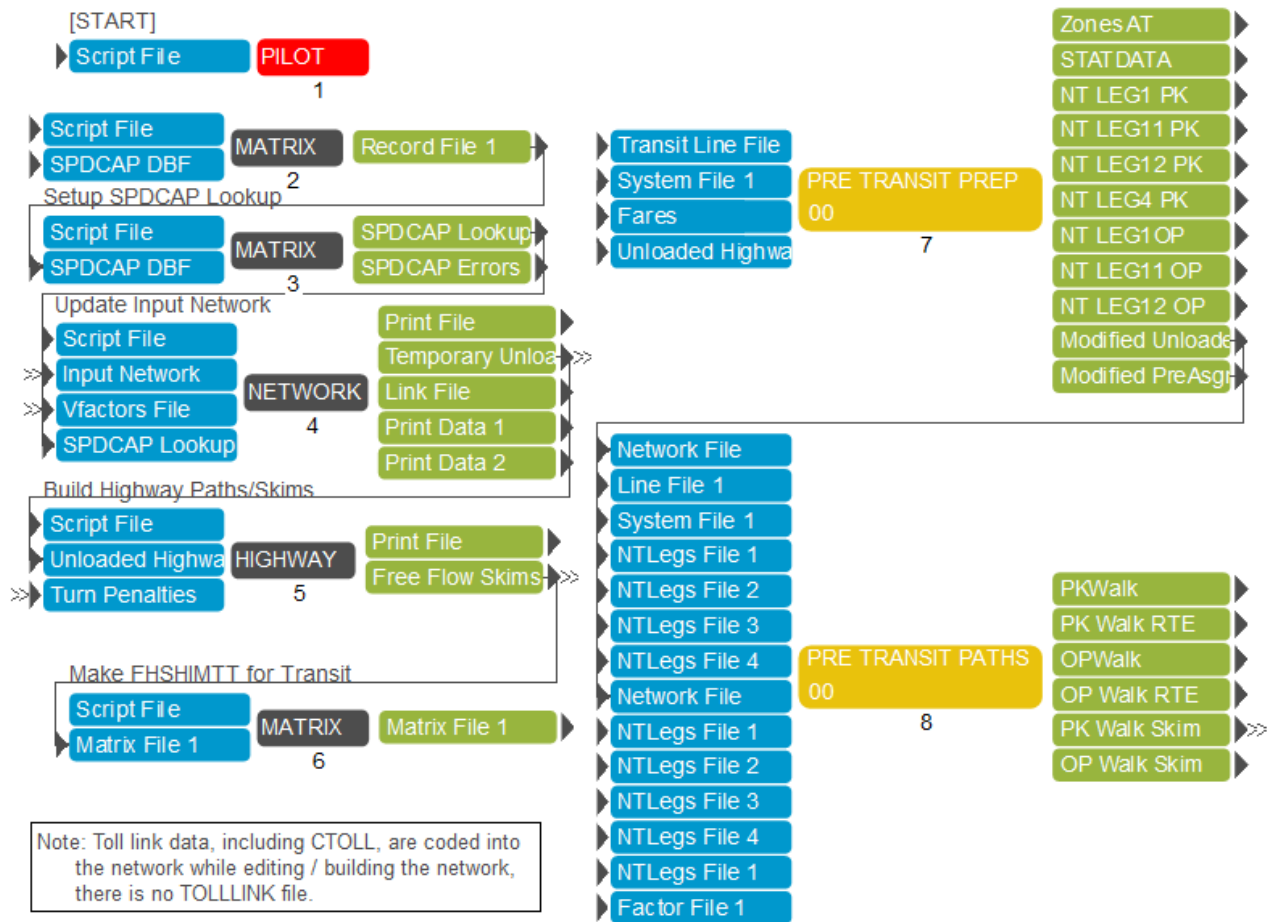 [START]
Script File
PILOT
1
Script File
SPDCAP DBF
MATRIX
2
Record File 1
Setup SPDCAP Lookup
Script File
SPDCAP DBF
MATRIX
3
SPDCAP Lookup
SPDCAP Errors
Update Input Network
Script File
Input Network
Vfactors File
SPDCAP Lookup
NETWORK
4
Print File
Temporary Unloa
Link File
Print Data 1
Print Data 2
Build Highway Paths/Skims
Script File
Unloaded Highwa
Turn Penalties
HIGHWAY
5
Print File
Free Flow Skims
Make FHSHIMTT for Transit
Script File
Matrix File 1
MATRIX
6
Matrix File 1
Note: Toll link data, including CTOLL, are coded into
the network while editing / building the network,
there is no TOLLLINK file.
Transit Line File
System File 1
Fares
Unloaded Highwa
PRE TRANSIT PREP
00
7
Zones AT
STATDATA
NT LEG1 PK
NT LEG11 PK
NT LEG12 PK
NT LEG4 PK
NT LEG1OP
NT LEG11 OP
NT LEG12 OP
Modified Unloade
Modified PreAsgn
Network File
Line File 1
System File 1
NTLegs File 1
NTLegs File 2
NTLegs File 3
NTLegs File 4
Network File
NTLegs File 1
NTLegs File 2
NTLegs File 3
NTLegs File 4
NTLegs File 1
Factor File 1
PRE TRANSIT PATHS
00
8
PKWalk
PK Walk RTE
OPWalk
OP Walk RTE
PK Walk Skim
OP Walk Skim